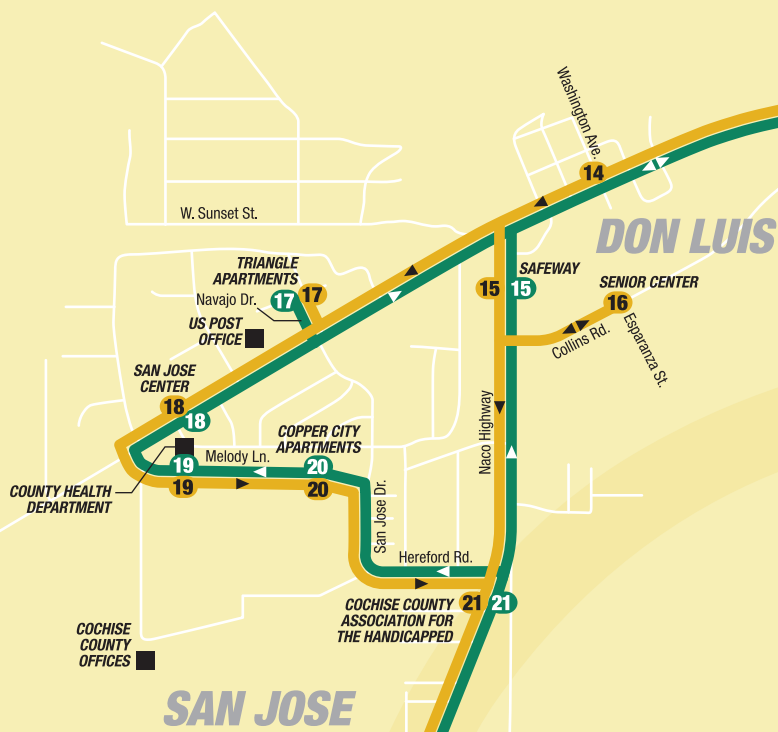 Washington Ave.
14
W. Sunset St.
DON LUIS
TRIANGLE
APARTMENTS
17
17
Navajo Dr.
US POST
OFFICE
SAFEWAY
15
15
SENIOR CENTER
16
Collins Rd.
Esparanza St.
SAN JOSE
CENTER
18
18
Naco Highway
COPPER CITY
APARTMENTS
Melody Ln.
19
20
19
20
COUNTY HEALTH
DEPARTMENT
San Jose Dr.
Hereford Rd.
21
21
COCHISE COUNTY
ASSOCIATION FOR
THE HANDICAPPED
COCHISE
COUNTY
OFFICES
SAN JOSE